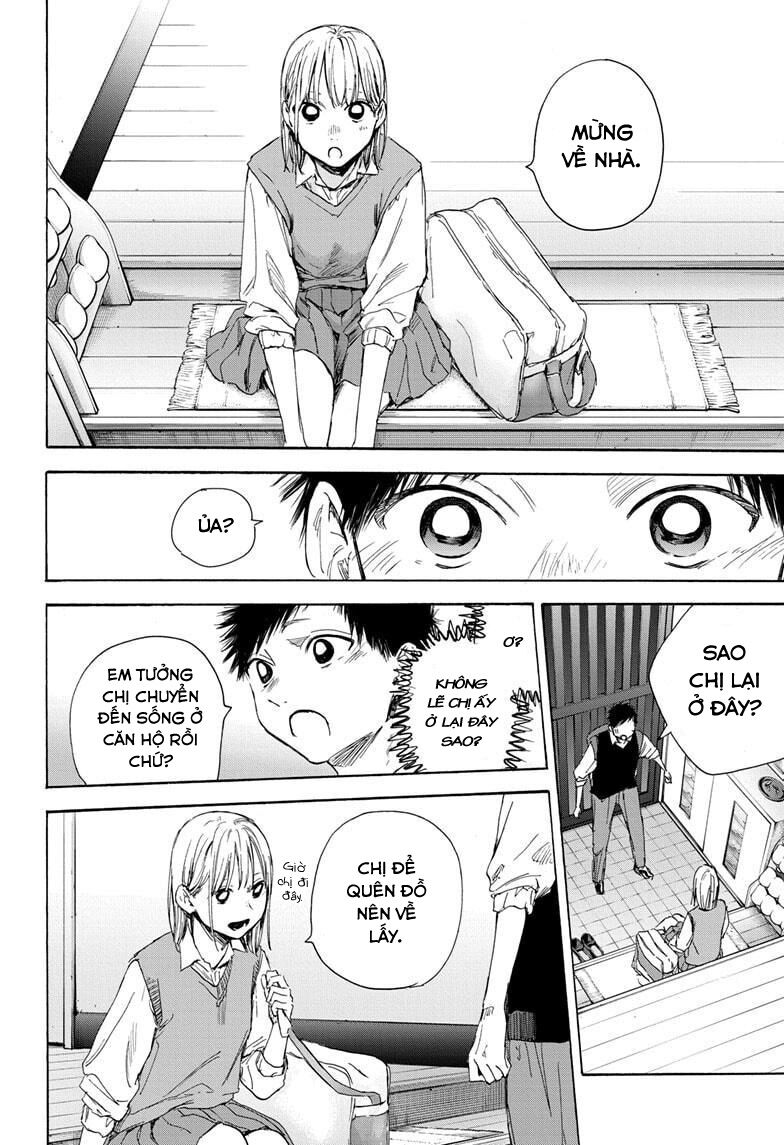 MỪNG
VỀ NHÀ.
ỦA?
SAO
CHỊ LẠI
Ở ĐÂY?
Ơ?
KHÔNG
LẼ CHỊ ẤY
Ở LẠI ĐÂY
SAO?
EM TƯỞNG
CHỊ CHUYỂN
ĐẾN SỐNG Ở
CĂN HỘ RỒI
CHỨ?
CHỊ ĐỂ
QUÊN ĐỒ
NÊN VỀ
LẤY.
Giờ
chị đi
đây.